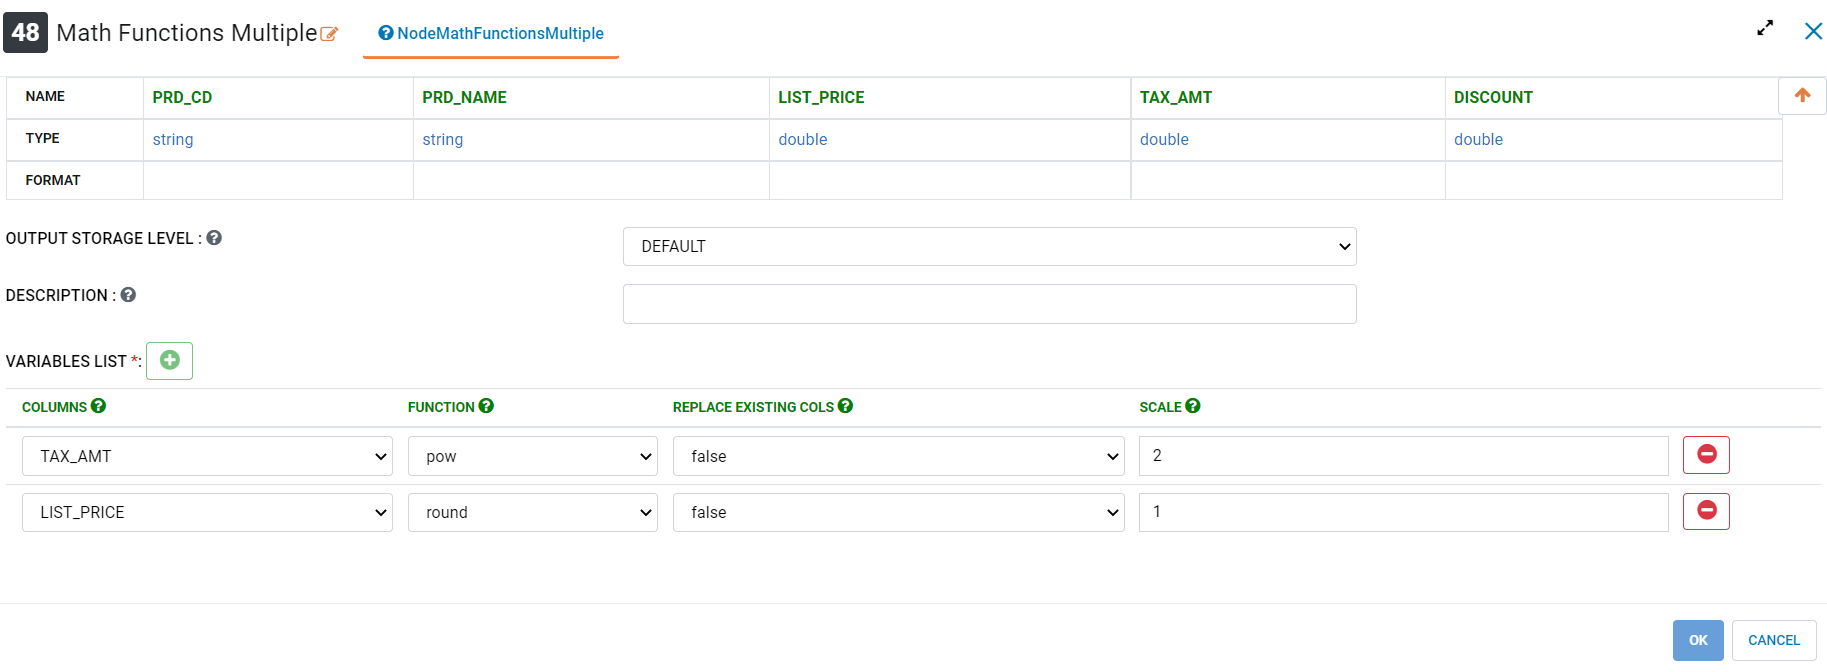 48 Math Functions Multiple NodeMathFunctionsMultiple
NAME PRD_CD PRD_NAME LIST_PRICE TAX_AMT DISCOUNT
TYPE string string double double double
FORMAT
OUTPUT STORAGE LEVEL :
DEFAULT
DESCRIPTION :
VARIABLES LIST *:
COLUMNS FUNCTION REPLACE EXISTING COLS SCALE
TAX_AMT pow false 2
LIST_PRICE round false 1
OK CANCEL